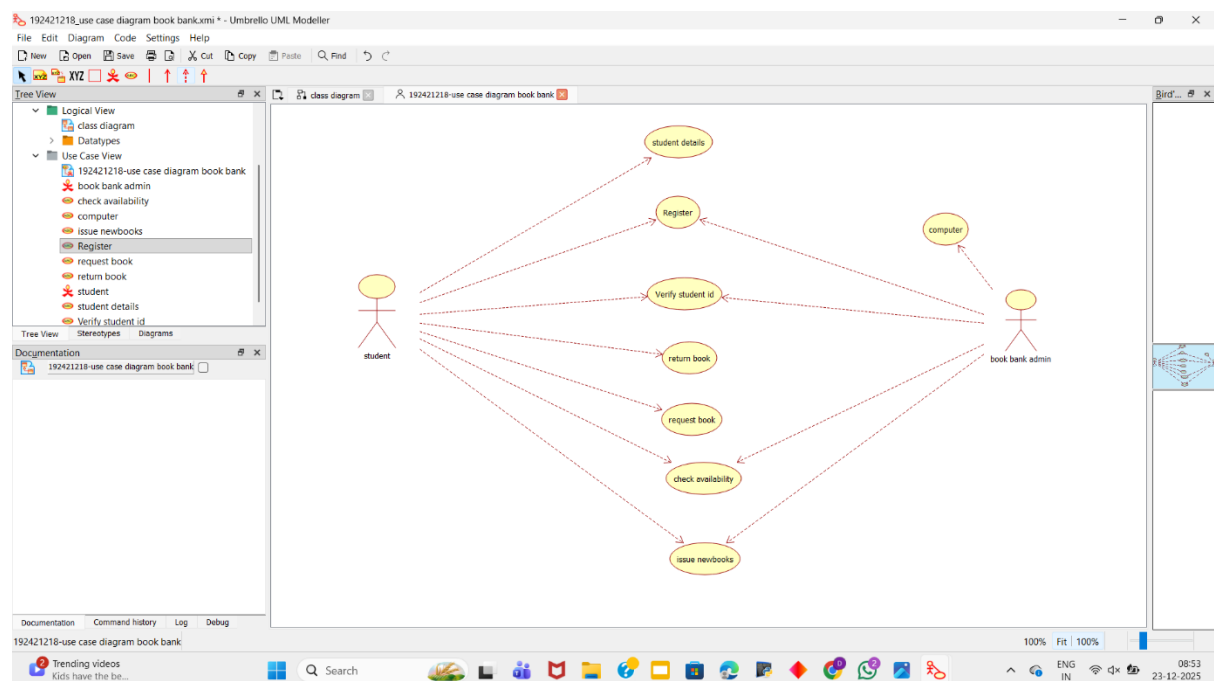 192421218_use case diagram book bank.xmi * - Umbrello UML Modeller
File Edit Diagram Code Settings Help
New Open Save Cut Copy Paste Find
XYZ XYZ
Tree View
Logical View
class diagram
Datatypes
Use Case View
192421218-use case diagram book bank
book bank admin
check availability
computer
issue newbooks
Register
request book
return book
student
student details
Verify student id
Tree View Stereotypes Diagrams
Documentation
192421218-use case diagram book bank
Documentation Command history Log Debug
class diagram 192421218-use case diagram book bank
student details
Register
computer
Verify student id
student
return book
book bank admin
request book
check availability
issue newbooks
Bird'...
192421218-use case diagram book bank
100% Fit 100%
2
Trending videos
Kids have the be...
Search
2
ENG
IN
08:53
23-12-2025